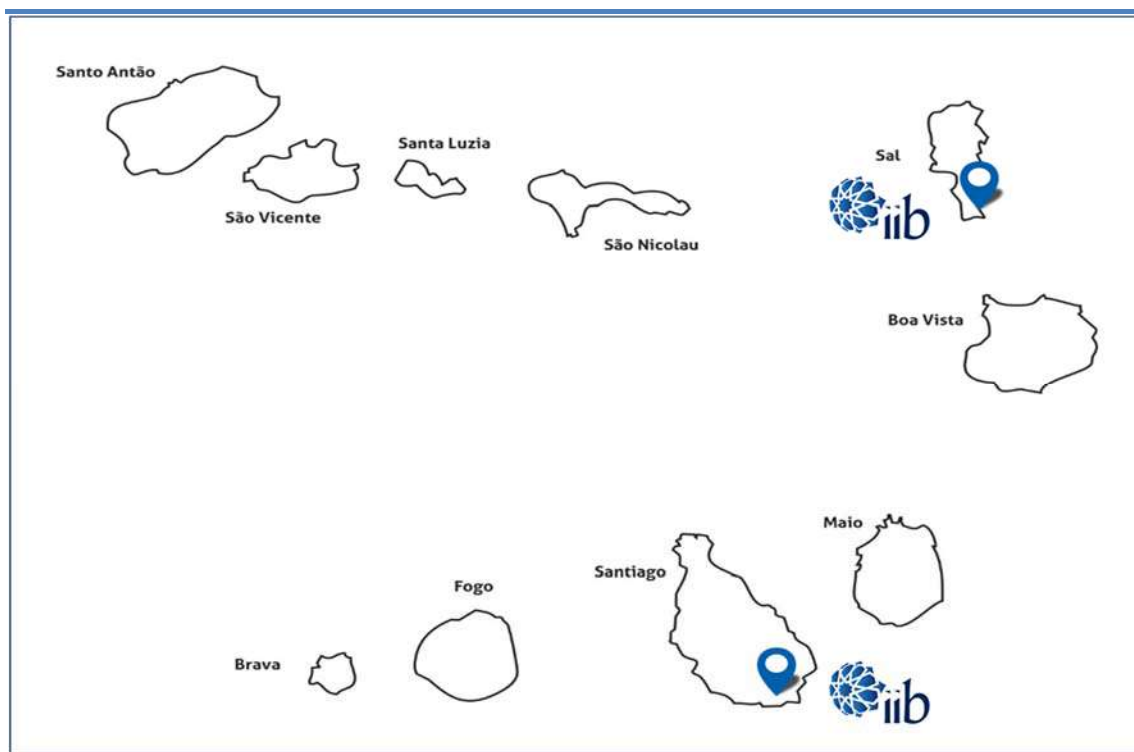 Santo Antão
Santa Luzia
Sal
São Vicente
São Nicolau
iib
Boa Vista
Maio
Santiago
Fogo
Brava
iib